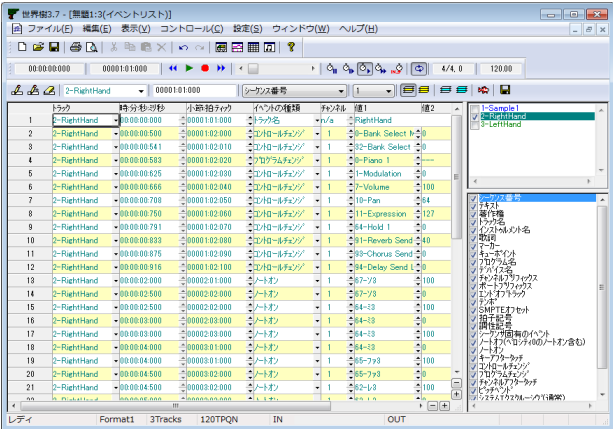 世界樹3.7 - [無題1:3(イベントリスト)]
ファイル(F) 編集(E) 表示(V) コントロール(C) 設定(S) ウィンドウ(W) ヘルプ(H)
00:00:00:000 00001:01:000 4/4, 0 120.00
2-RightHand 00001:01:000 シーケンス番号 1
トラック 時:分:秒:ミリ秒 小節:拍:ティック イベントの種類 チャンネル 値1 値2
1 2-RightHand 00:00:00:000 00001:01:000 トラック名 n/a RightHand
2 2-RightHand 00:00:00:500 00001:02:000 コントロールチェンジ 1 0-Bank Select M 0
3 2-RightHand 00:00:00:541 00001:02:010 コントロールチェンジ 1 32-Bank Select 0
4 2-RightHand 00:00:00:583 00001:02:020 プログラムチェンジ 1 0-Piano 1 ---
5 2-RightHand 00:00:00:625 00001:02:030 コントロールチェンジ 1 1-Modulation 0
6 2-RightHand 00:00:00:666 00001:02:040 コントロールチェンジ 1 7-Volume 100
7 2-RightHand 00:00:00:708 00001:02:050 コントロールチェンジ 1 10-Pan 64
8 2-RightHand 00:00:00:750 00001:02:060 コントロールチェンジ 1 11-Expression 127
9 2-RightHand 00:00:00:791 00001:02:070 コントロールチェンジ 1 64-Hold 1 0
10 2-RightHand 00:00:00:833 00001:02:080 コントロールチェンジ 1 91-Reverb Send 40
11 2-RightHand 00:00:00:875 00001:02:090 コントロールチェンジ 1 93-Chorus Send 0
12 2-RightHand 00:00:00:916 00001:02:100 コントロールチェンジ 1 94-Delay Send L 0
13 2-RightHand 00:00:02:000 00002:01:000 ノートオン 1 67-ソ3 100
14 2-RightHand 00:00:02:500 00002:02:000 ノートオン 1 67-ソ3 0
15 2-RightHand 00:00:02:500 00002:02:000 ノートオン 1 64-ミ3 100
16 2-RightHand 00:00:03:000 00002:03:000 ノートオン 1 64-ミ3 0
17 2-RightHand 00:00:03:000 00002:03:000 ノートオン 1 64-ミ3 100
18 2-RightHand 00:00:04:000 00003:01:000 ノートオン 1 64-ミ3 0
19 2-RightHand 00:00:04:000 00003:01:000 ノートオン 1 65-ファ3 100
20 2-RightHand 00:00:04:500 00003:02:000 ノートオン 1 65-ファ3 0
21 2-RightHand 00:00:04:500 00003:02:000 ノートオン 1 62-レ3 100
1-Sample1
2-RightHand
3-LeftHand
シーケンス番号
テキスト
著作権
トラック名
インストゥルメント名
歌詞
マーカー
キューポイント
プログラム名
デバイス名
チャンネルプリフィックス
ポートプリフィックス
エンドオブトラック
テンポ
SMPTEオフセット
拍子記号
調性記号
シーケンサ固有のイベント
ノートオフ(ベロシティ0のノートオン含む)
ノートオン
キーアフタータッチ
コントロールチェンジ
プログラムチェンジ
チャンネルアフタータッチ
ピッチベンド
システムエクスクルーシヴ(通常)
レディ Format1 3Tracks 120TPQN IN OUT